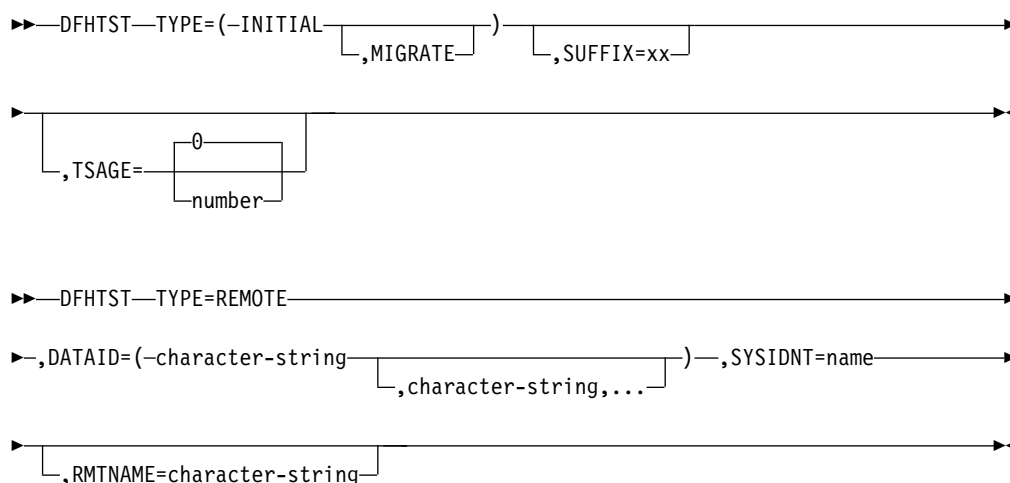 DFHTST TYPE=(INITIAL ,MIGRATE ) ,SUFFIX=xx
,TSAGE= 0
number
DFHTST TYPE=REMOTE
,DATAID=(character-string ,character-string,... ) ,SYSIDNT=name
,RMTNAME=character-string